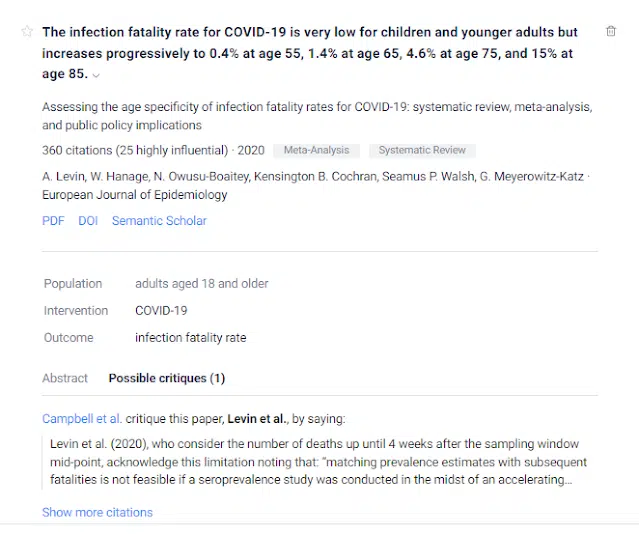 The infection fatality rate for COVID-19 is very low for children and younger adults but
increases progressively to 0.4% at age 55, 1.4% at age 65, 4.6% at age 75, and 15% at
age 85.
Assessing the age specificity of infection fatality rates for COVID-19: systematic review, meta-analysis,
and public policy implications
360 citations (25 highly influential) · 2020 Meta-Analysis Systematic Review
A. Levin, W. Hanage, N. Owusu-Boaitey, Kensington B. Cochran, Seamus P. Walsh, G. Meyerowitz-Katz ·
European Journal of Epidemiology
PDF DOI Semantic Scholar
Population adults aged 18 and older
Intervention COVID-19
Outcome infection fatality rate
Abstract Possible critiques (1)
Campbell et al. critique this paper, Levin et al., by saying:
Levin et al. (2020), who consider the number of deaths up until 4 weeks after the sampling window
mid-point, acknowledge this limitation noting that: “matching prevalence estimates with subsequent
fatalities is not feasible if a seroprevalence study was conducted in the midst of an accelerating...
Show more citations